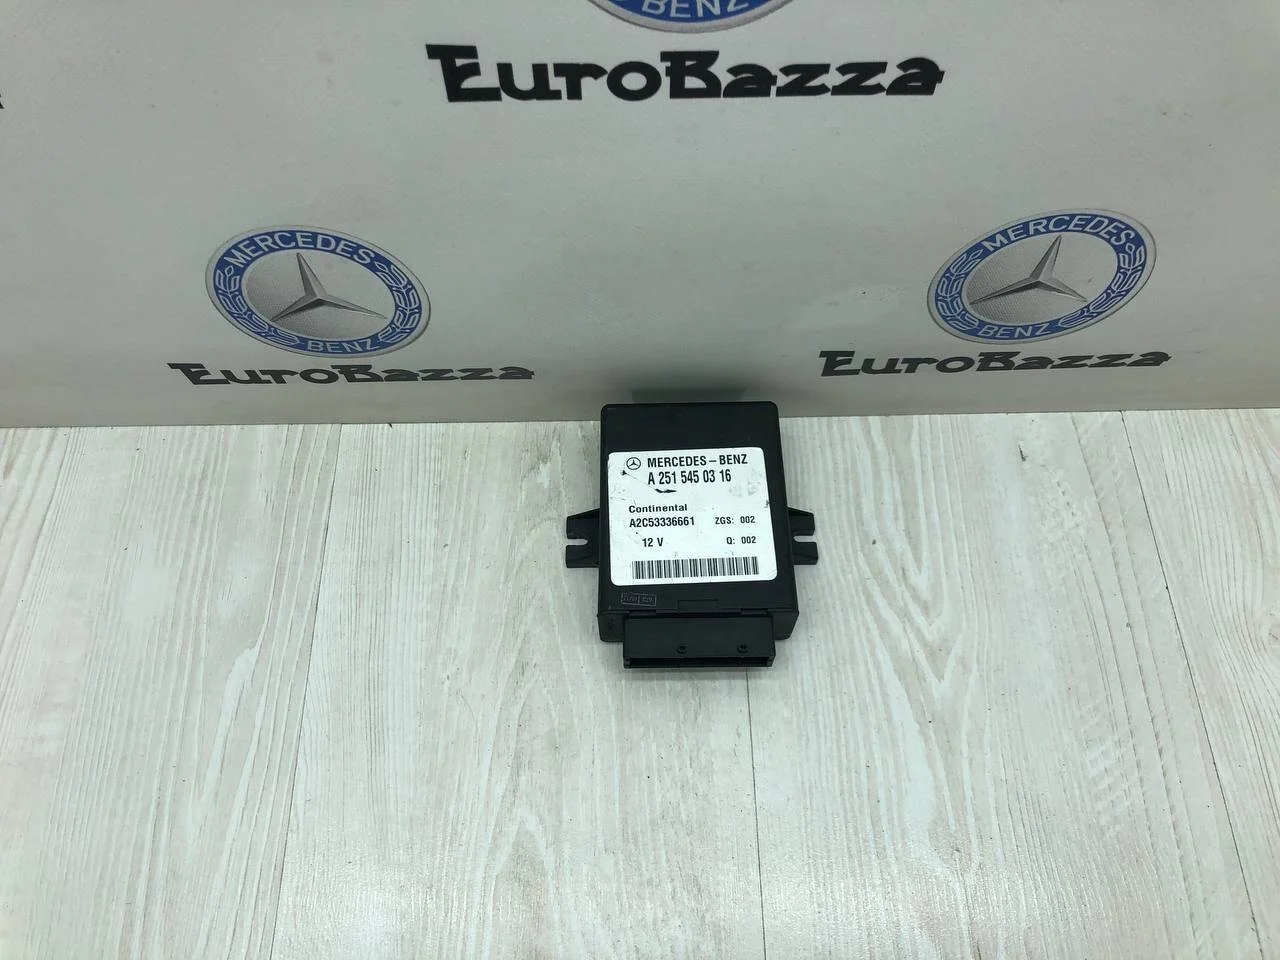 BENZ
EuroBazza
MERCEDES
BENZ
EuroBazza
MERCEDES
BENZ
EuroBazza
MERCEDES-BENZ
A 251 545 03 16
Continental
A2C53336661 ZGS: 002
12 V Q: 002